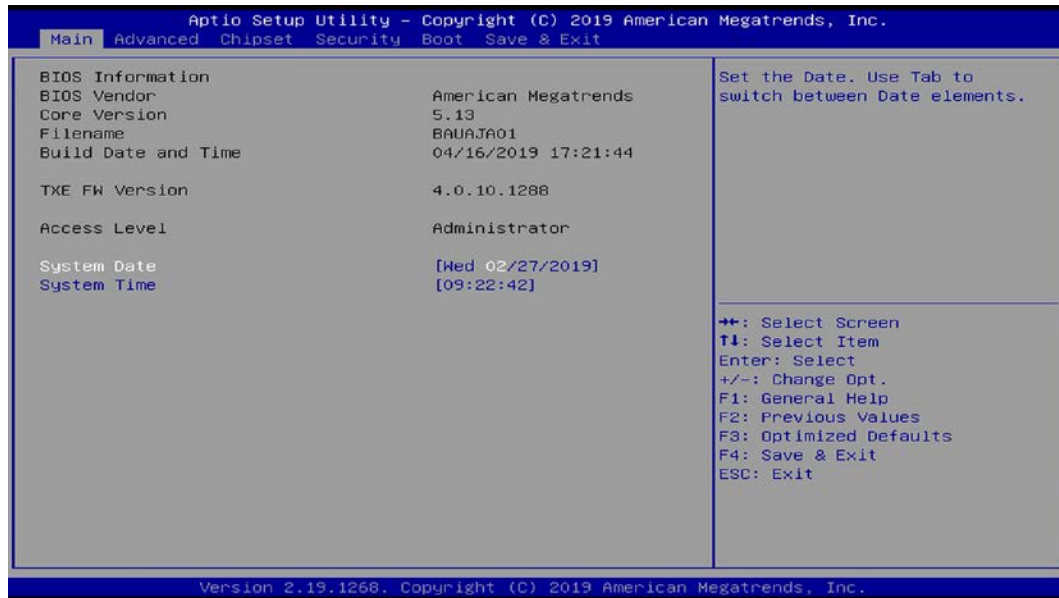 Aptio Setup Utility – Copyright (C) 2019 American Megatrends, Inc.
Main Advanced Chipset Security Boot Save & Exit
BIOS Information
BIOS Vendor American Megatrends
Core Version 5.13
Filename BAUAJA01
Build Date and Time 04/16/2019 17:21:44
TXE FW Version 4.0.10.1288
Access Level Administrator
System Date [Wed 02/27/2019]
System Time [09:22:42]
Set the Date. Use Tab to
switch between Date elements.
→←: Select Screen
↑↓: Select Item
Enter: Select
+/-: Change Opt.
F1: General Help
F2: Previous Values
F3: Optimized Defaults
F4: Save & Exit
ESC: Exit
Version 2.19.1268. Copyright (C) 2019 American Megatrends, Inc.